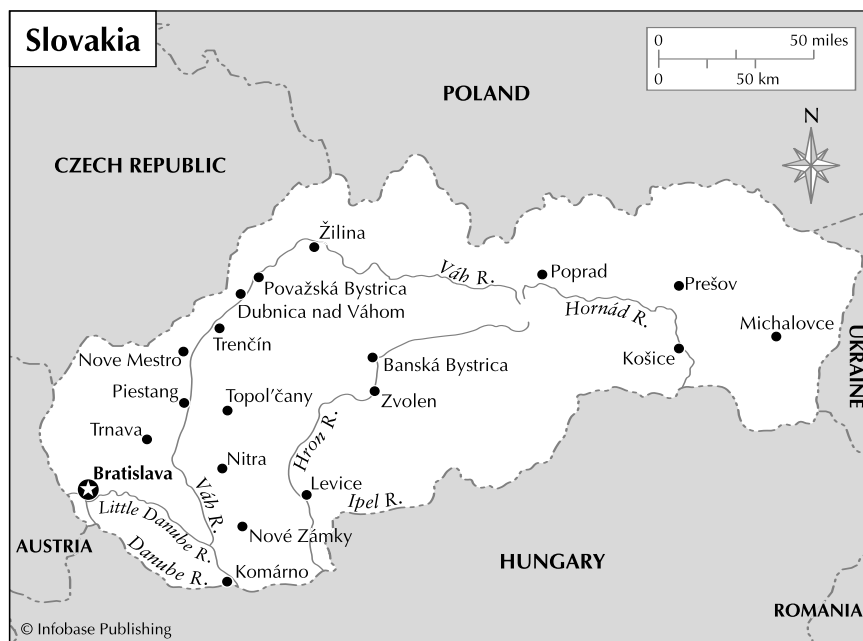 Slovakia
0 50 miles
0 50 km
POLAND
N
CZECH REPUBLIC
Žilina
Váh R.
Poprad
Považská Bystrica
Prešov
Dubnica nad Váhom
Hornád R.
Trenčín
Michalovce
UKRAINE
Nove Mestro
Banská Bystrica
Košice
Piestang
Topol’čany
Zvolen
Trnava
Hron R.
Nitra
Bratislava
Levice
Váh R.
Ipel R.
Little Danube R.
Nové Zámky
AUSTRIA
Danube R.
HUNGARY
Komárno
ROMANIA
© Infobase Publishing